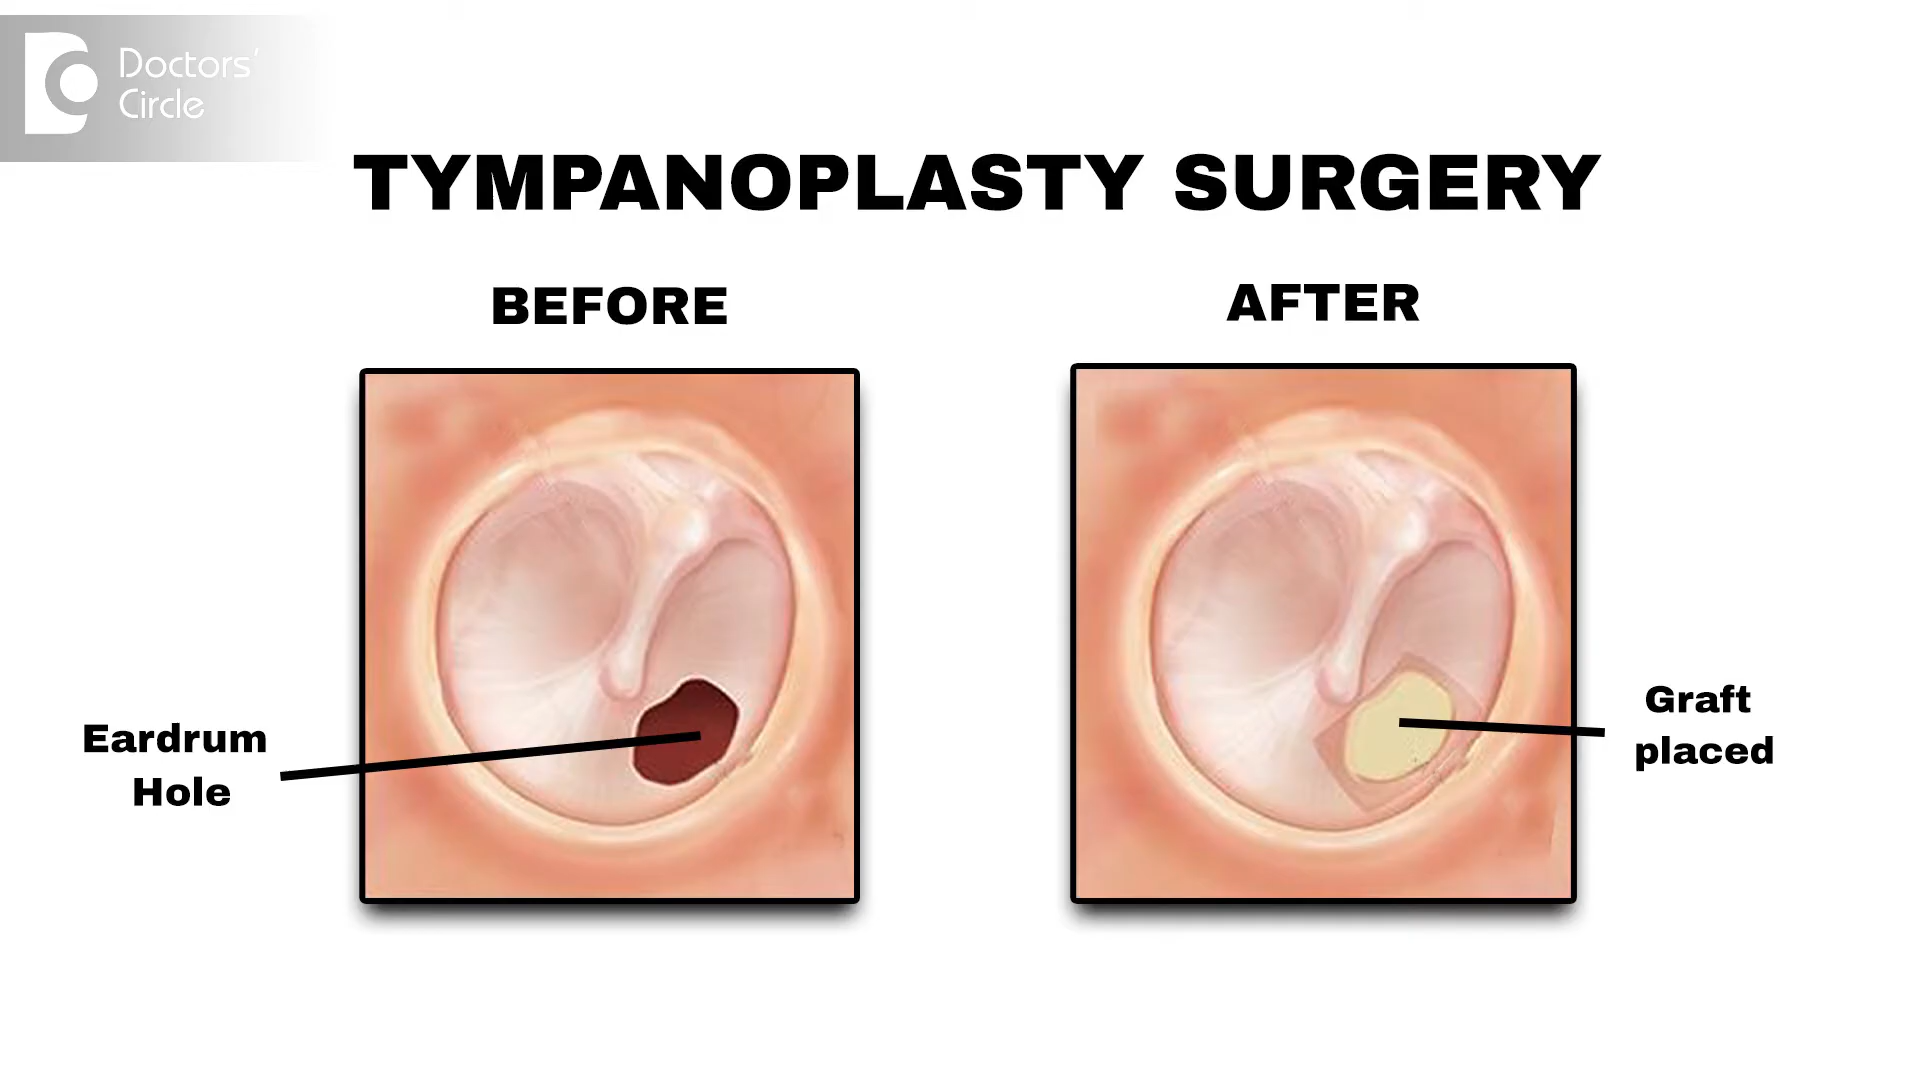 Doctors'
Circle
TYMPANOPLASTY SURGERY
BEFORE
AFTER
Eardrum
Hole
Graft
placed